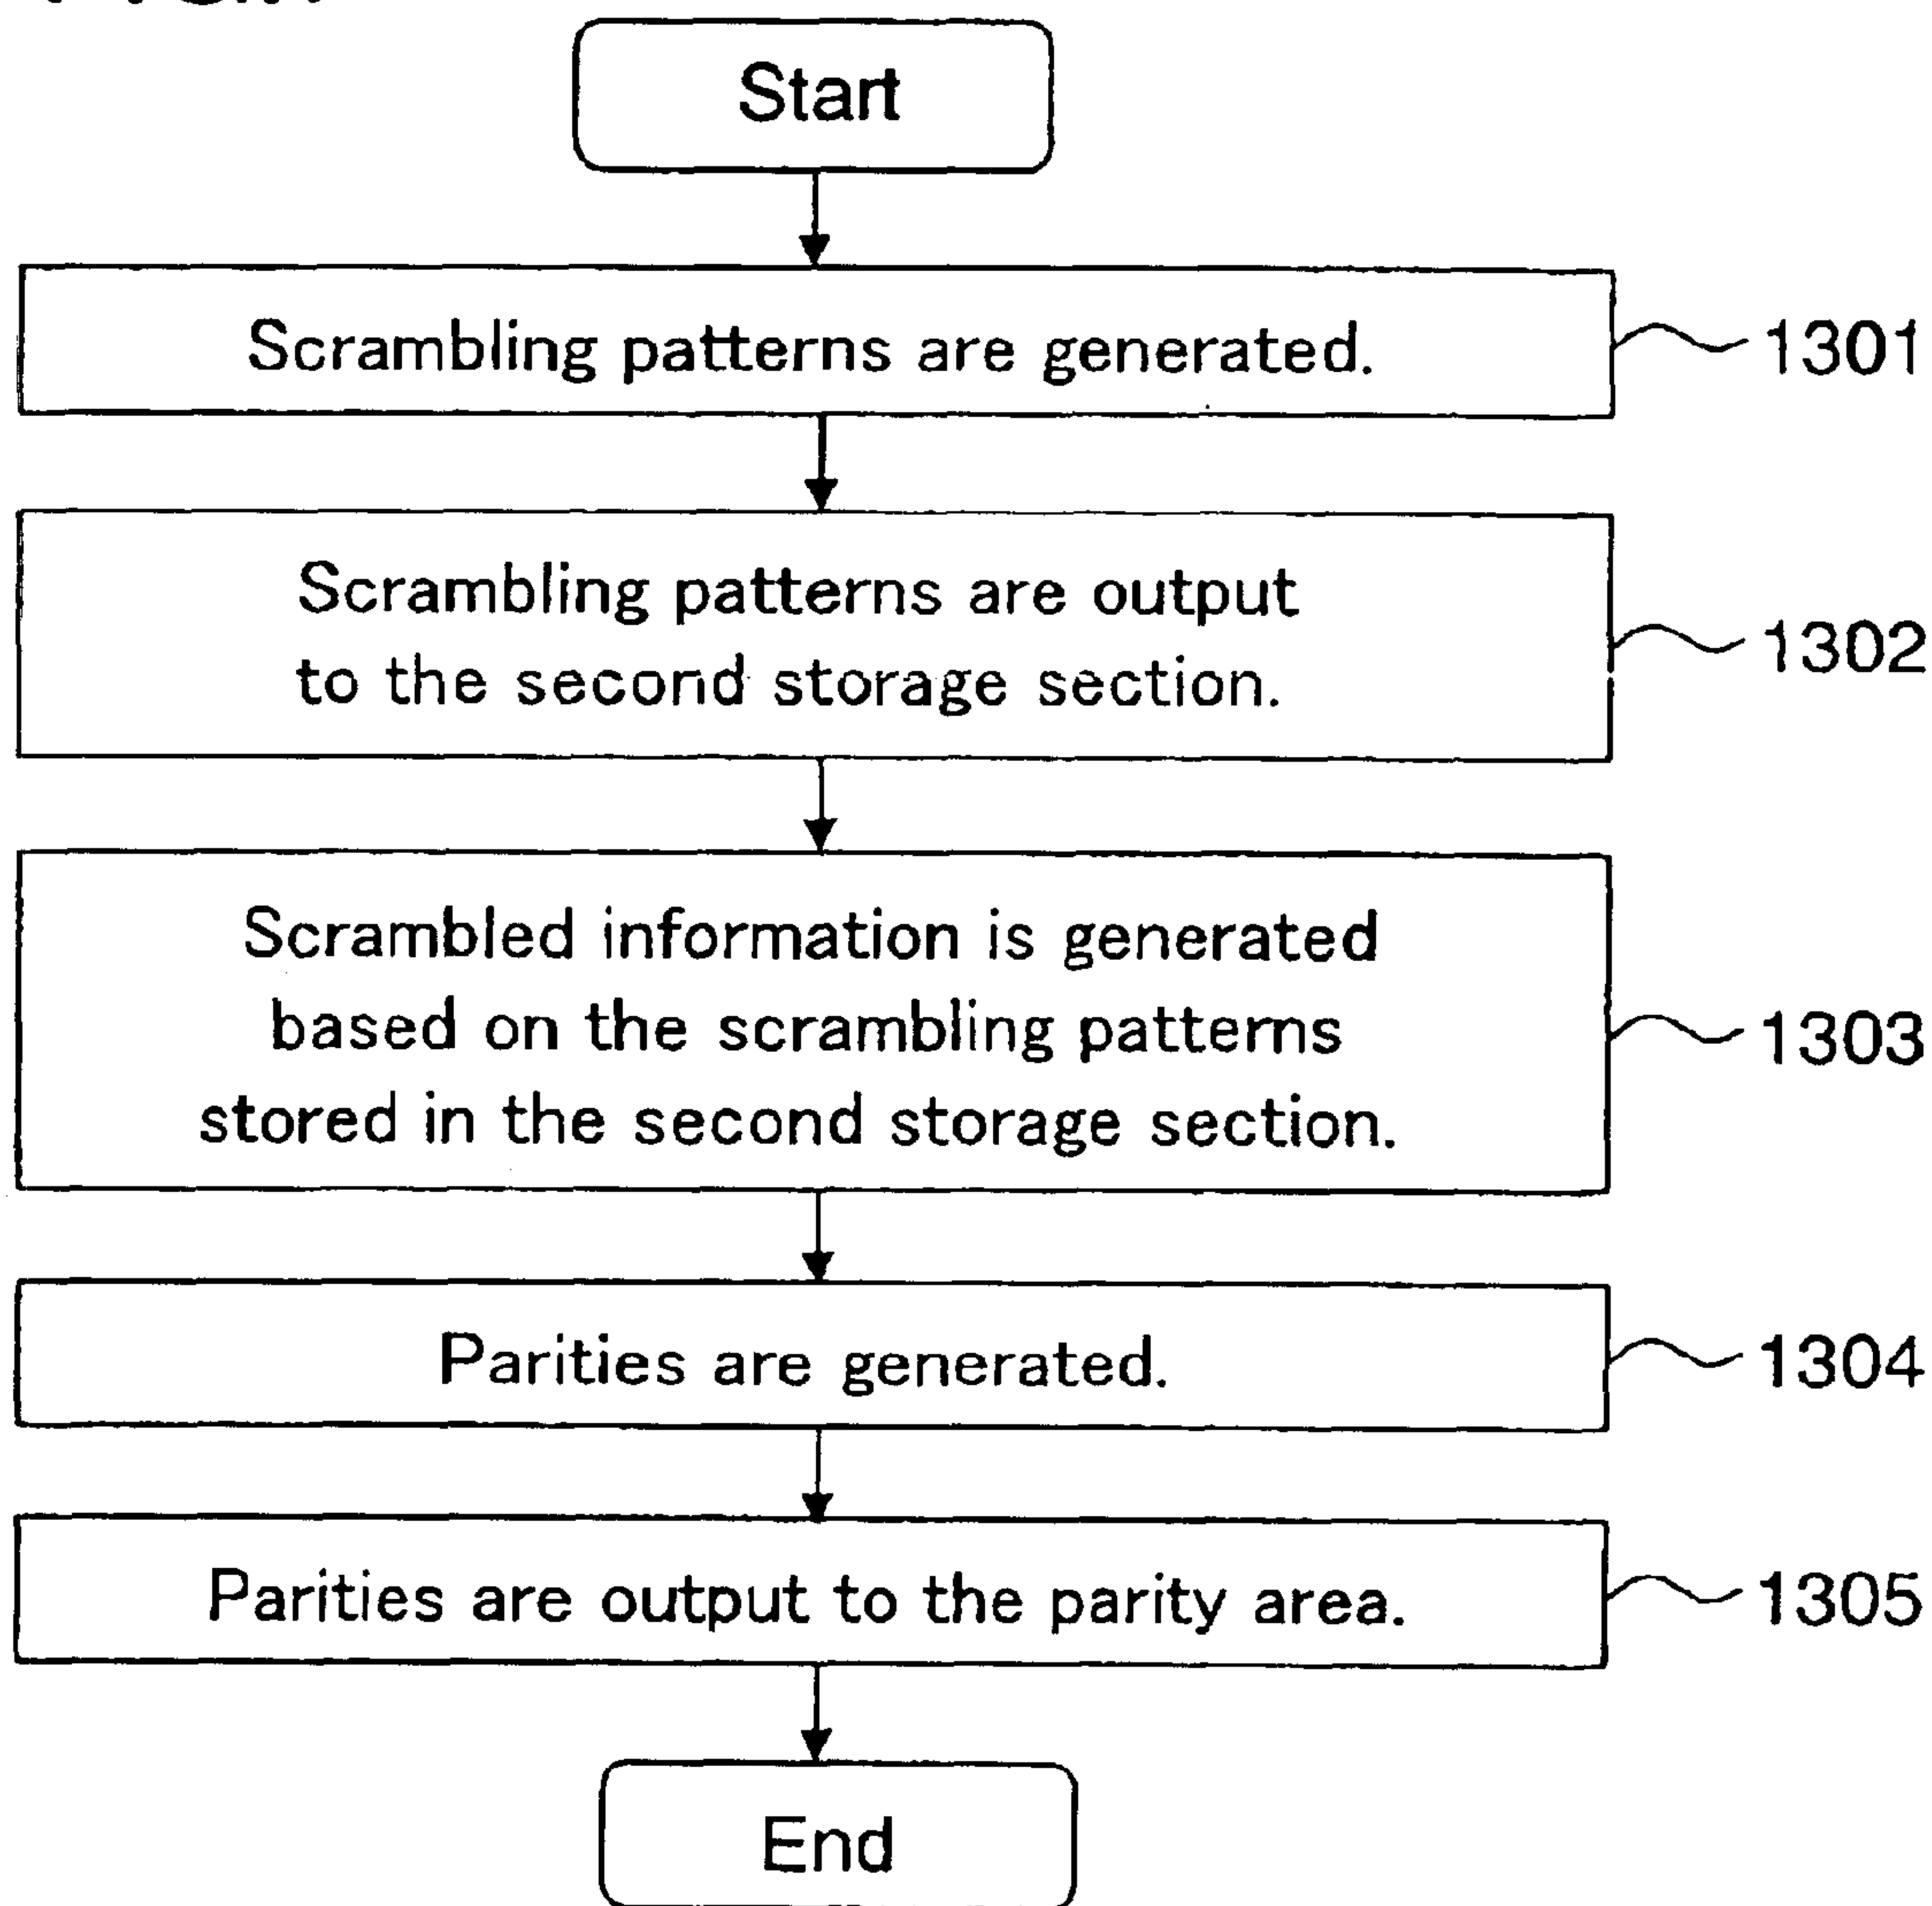 Start
Scrambling patterns are generated.
1301
Scrambling patterns are output
to the second storage section.
1302
Scrambled information is generated
based on the scrambling patterns
stored in the second storage section.
1303
Parities are generated.
1304
Parities are output to the parity area.
1305
End